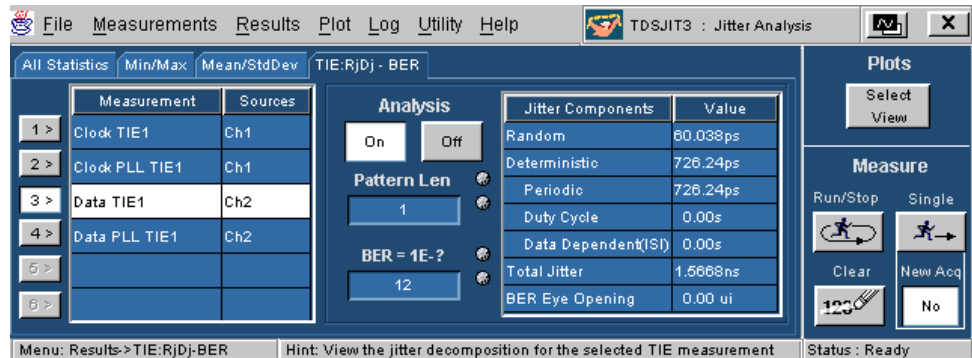 File Measurements Results Plot Log Utility Help TDSJIT3 : Jitter Analysis X
All Statistics Min/Max Mean/StdDev TIE:RjDj - BER
Measurement Sources
1 > Clock TIE1 Ch1
2 > Clock PLL TIE1 Ch1
3 > Data TIE1 Ch2
4 > Data PLL TIE1 Ch2
5 >
6 >
Analysis
On Off
Pattern Len
1
BER = 1E-?
12
Jitter Components Value
Random 60.038ps
Deterministic 726.24ps
Periodic 726.24ps
Duty Cycle 0.00s
Data Dependent(ISI) 0.00s
Total Jitter 1.5668ns
BER Eye Opening 0.00 ui
Plots
Select
View
Measure
Run/Stop Single
Clear New Acq
123 No
Menu: Results->TIE:RjDj-BER Hint: View the jitter decomposition for the selected TIE measurement Status : Ready